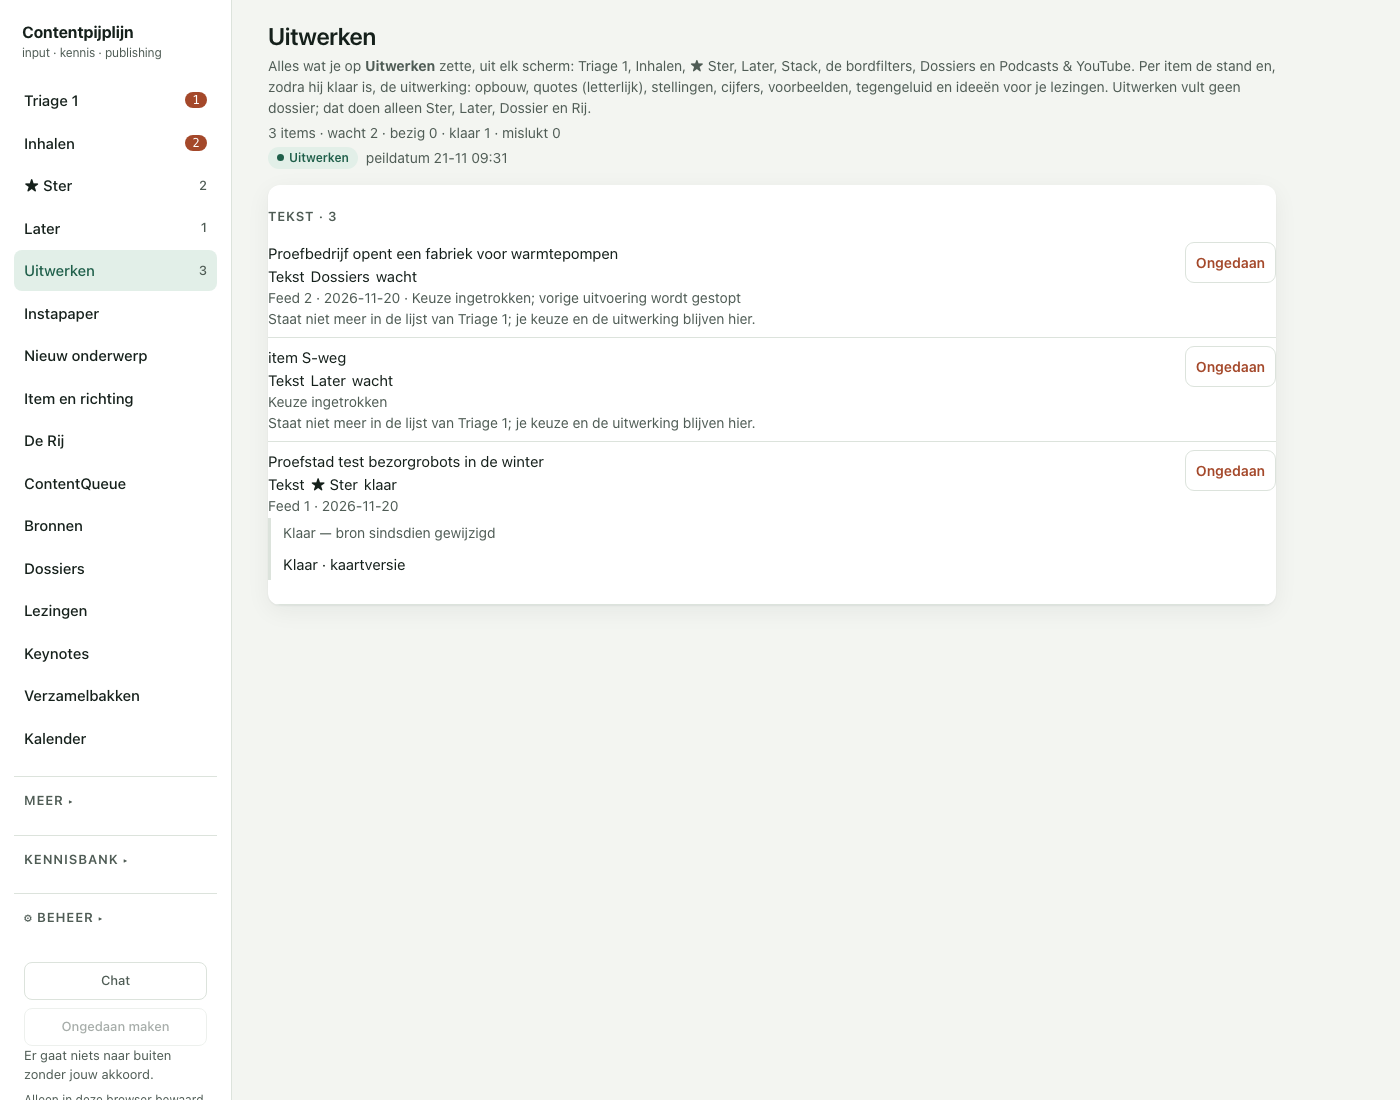 Contentpijplijn
input · kennis · publishing
Triage 1 1
Inhalen 2
★ Ster 2
Later 1
Uitwerken 3
Instapaper
Nieuw onderwerp
Item en richting
De Rij
ContentQueue
Bronnen
Dossiers
Lezingen
Keynotes
Verzamelbakken
Kalender
MEER ▸
KENNISBANK ▸
⚙ BEHEER ▸
Chat
Ongedaan maken
Er gaat niets naar buiten
zonder jouw akkoord.
Alleen in deze browser bewaard
Uitwerken
Alles wat je op Uitwerken zette, uit elk scherm: Triage 1, Inhalen, ★ Ster, Later, Stack, de bordfilters, Dossiers en Podcasts & YouTube. Per item de stand en,
zodra hij klaar is, de uitwerking: opbouw, quotes (letterlijk), stellingen, cijfers, voorbeelden, tegengeluid en ideeën voor je lezingen. Uitwerken vult geen
dossier; dat doen alleen Ster, Later, Dossier en Rij.
3 items · wacht 2 · bezig 0 · klaar 1 · mislukt 0
● Uitwerken peildatum 21-11 09:31
TEKST · 3
Proefbedrijf opent een fabriek voor warmtepompen
Tekst Dossiers wacht
Feed 2 · 2026-11-20 · Keuze ingetrokken; vorige uitvoering wordt gestopt
Staat niet meer in de lijst van Triage 1; je keuze en de uitwerking blijven hier.
Ongedaan
item S-weg
Tekst Later wacht
Keuze ingetrokken
Staat niet meer in de lijst van Triage 1; je keuze en de uitwerking blijven hier.
Ongedaan
Proefstad test bezorgrobots in de winter
Tekst ★ Ster klaar
Feed 1 · 2026-11-20
Ongedaan
Klaar — bron sindsdien gewijzigd
Klaar · kaartversie